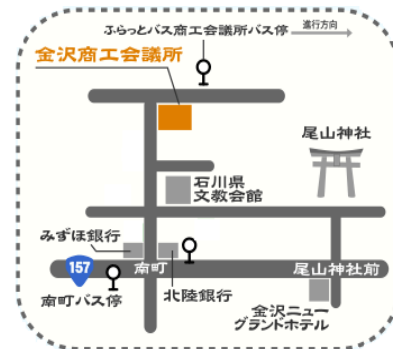 ふらっとバス商工会議所バス停
進行方向
金沢商工会議所
尾山神社
石川県
文教会館
みずほ銀行
157
南町
尾山神社前
南町バス停
北陸銀行
金沢ニュー
グランドホテル